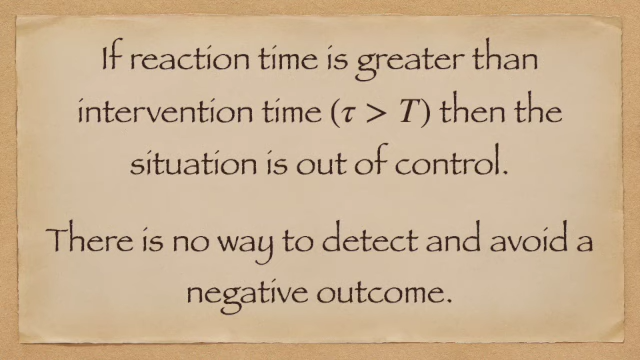 If reaction time is greater than
intervention time (τ > T) then the
situation is out of control.
There is no way to detect and avoid a
negative outcome.